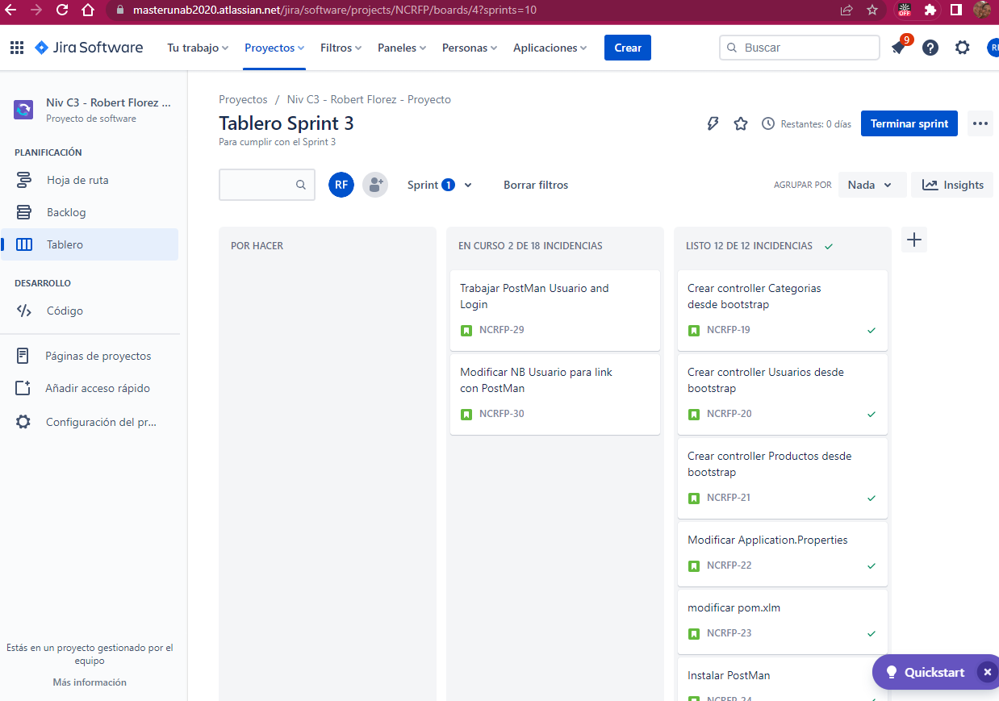 masterunab2020.atlassian.net/jira/software/projects/NCRFP/boards/4?sprints=10
OFF
Jira Software
Tu trabajo
Proyectos
Filtros
Paneles
Personas
Aplicaciones
Crear
Buscar
9
RF
Niv C3 - Robert Florez ...
Proyecto de software
PLANIFICACIÓN
Hoja de ruta
Backlog
Tablero
DESARROLLO
Código
Páginas de proyectos
Añadir acceso rápido
Configuración del pr...
Estás en un proyecto gestionado por el
equipo
Más información
Proyectos / Niv C3 - Robert Florez - Proyecto
Tablero Sprint 3
Para cumplir con el Sprint 3
Restantes: 0 días
Terminar sprint
RF
Sprint 1
Borrar filtros
AGRUPAR POR
Nada
Insights
POR HACER
EN CURSO 2 DE 18 INCIDENCIAS
Trabajar PostMan Usuario and
Login
NCRFP-29
Modificar NB Usuario para link
con PostMan
NCRFP-30
LISTO 12 DE 12 INCIDENCIAS
Crear controller Categorias
desde bootstrap
NCRFP-19
Crear controller Usuarios desde
bootstrap
NCRFP-20
Crear controller Productos desde
bootstrap
NCRFP-21
Modificar Application.Properties
NCRFP-22
modificar pom.xlm
NCRFP-23
Instalar PostMan
NCRFP-24
Quickstart